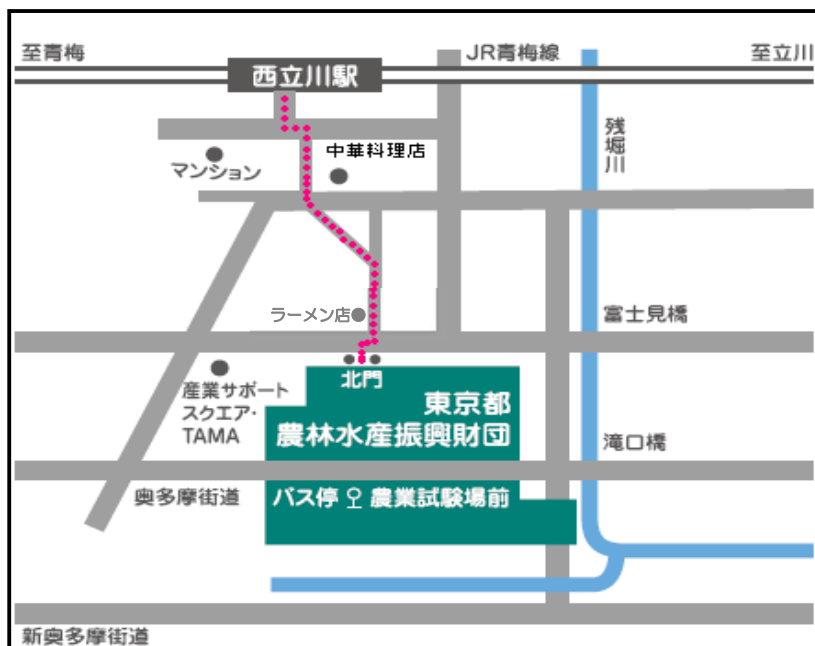 至青梅
JR青梅線
至立川
西立川駅
残堀川
中華料理店
マンション
ラーメン店
富士見橋
北門
産業サポート
スクエア・
TAMA
東京都
農林水産振興財団
滝口橋
奥多摩街道
バス停
農業試験場前
新奥多摩街道